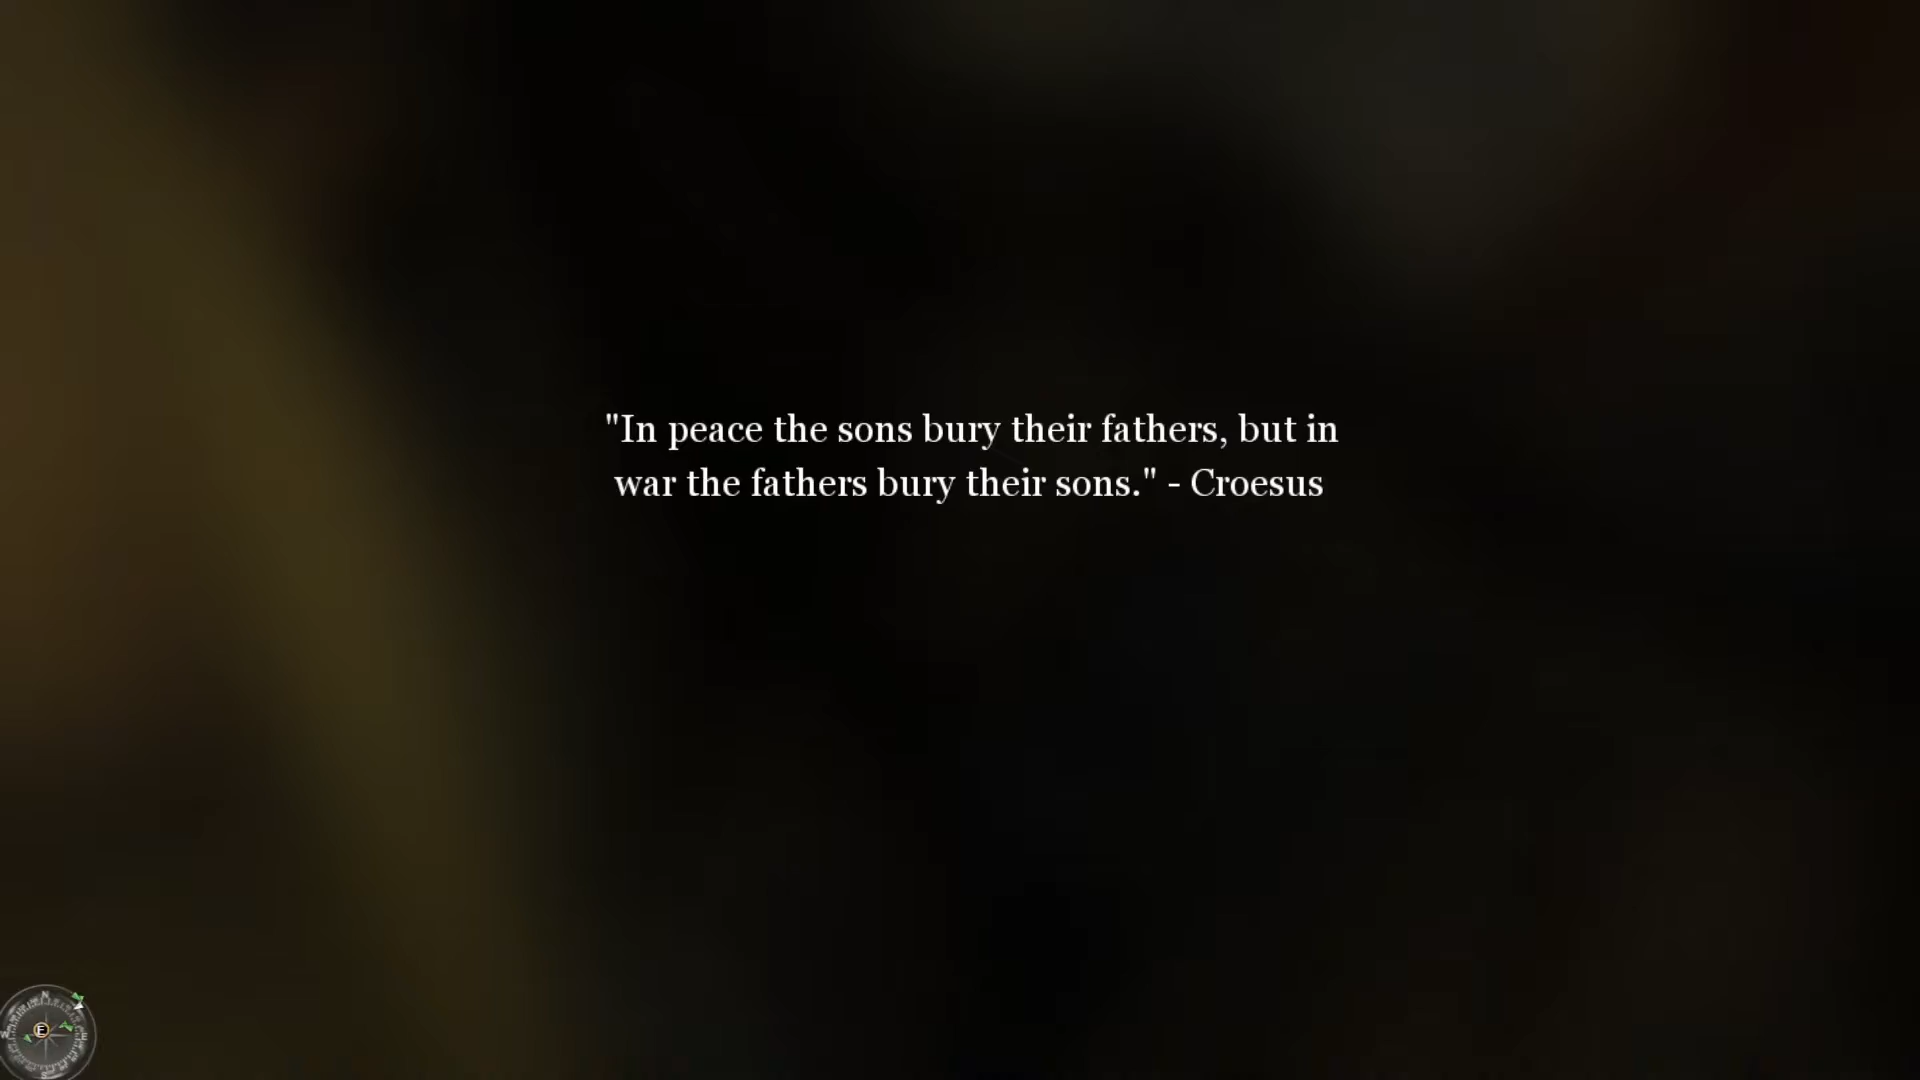 "In peace the sons bury their fathers, but in
war the fathers bury their sons." - Croesus
N
W
E
E
S